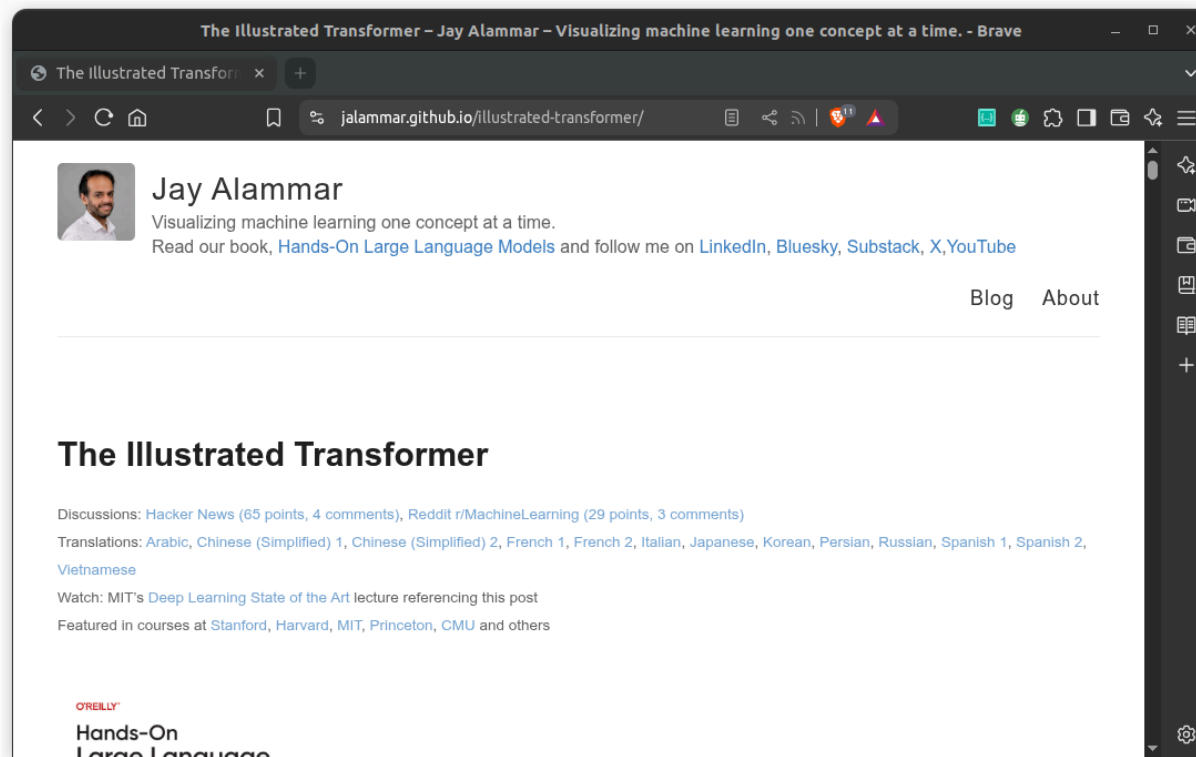 The Illustrated Transformer – Jay Alammar – Visualizing machine learning one concept at a time. - Brave
The Illustrated Transform
jalammar.github.io/illustrated-transformer/
11
Jay Alammar
Visualizing machine learning one concept at a time.
Read our book, Hands-On Large Language Models and follow me on LinkedIn, Bluesky, Substack, X,YouTube
Blog About
The Illustrated Transformer
Discussions: Hacker News (65 points, 4 comments), Reddit r/MachineLearning (29 points, 3 comments)
Translations: Arabic, Chinese (Simplified) 1, Chinese (Simplified) 2, French 1, French 2, Italian, Japanese, Korean, Persian, Russian, Spanish 1, Spanish 2,
Vietnamese
Watch: MIT's Deep Learning State of the Art lecture referencing this post
Featured in courses at Stanford, Harvard, MIT, Princeton, CMU and others
O'REILLY
Hands-On
Large Language